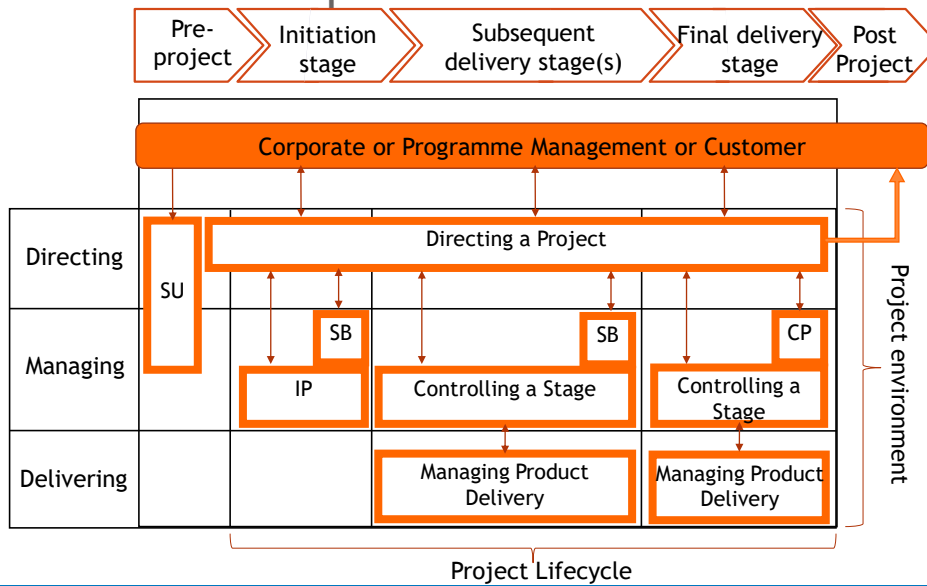 Pre-
project
Initiation
stage
Subsequent
delivery stage(s)
Final delivery
stage
Post
Project
Corporate or Programme Management or Customer
Directing
SU
Directing a Project
Managing
SB
IP
SB
Controlling a Stage
CP
Controlling a
Stage
Delivering
Managing Product
Delivery
Managing Product
Delivery
Project environment
Project Lifecycle